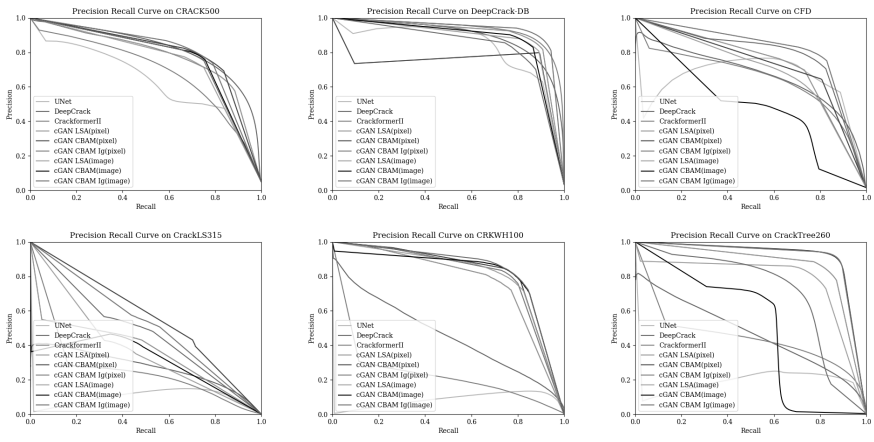 Precision Recall Curve on CRACK500
Precision
1.0
0.8
0.6
0.4
0.2
0.0
UNet
DeepCrack
CrackformerII
cGAN LSA(pixel)
cGAN CBAM(pixel)
cGAN CBAM Ig(pixel)
cGAN LSA(image)
cGAN CBAM(image)
cGAN CBAM Ig(image)
0.0 0.2 0.4 0.6 0.8 1.0
Recall
Precision Recall Curve on DeepCrack-DB
Precision
1.0
0.8
0.6
0.4
0.2
0.0
UNet
DeepCrack
CrackformerII
cGAN LSA(pixel)
cGAN CBAM(pixel)
cGAN CBAM Ig(pixel)
cGAN LSA(image)
cGAN CBAM(image)
cGAN CBAM Ig(image)
0.0 0.2 0.4 0.6 0.8 1.0
Recall
Precision Recall Curve on CFD
Precision
1.0
0.8
0.6
0.4
0.2
0.0
UNet
DeepCrack
CrackformerII
cGAN LSA(pixel)
cGAN CBAM(pixel)
cGAN CBAM Ig(pixel)
cGAN LSA(image)
cGAN CBAM(image)
cGAN CBAM Ig(image)
0.0 0.2 0.4 0.6 0.8 1.0
Recall
Precision Recall Curve on CrackLS315
Precision
1.0
0.8
0.6
0.4
0.2
0.0
UNet
DeepCrack
CrackformerII
cGAN LSA(pixel)
cGAN CBAM(pixel)
cGAN CBAM Ig(pixel)
cGAN LSA(image)
cGAN CBAM(image)
cGAN CBAM Ig(image)
0.0 0.2 0.4 0.6 0.8 1.0
Recall
Precision Recall Curve on CRKWH100
Precision
1.0
0.8
0.6
0.4
0.2
0.0
UNet
DeepCrack
CrackformerII
cGAN LSA(pixel)
cGAN CBAM(pixel)
cGAN CBAM Ig(pixel)
cGAN LSA(image)
cGAN CBAM(image)
cGAN CBAM Ig(image)
0.0 0.2 0.4 0.6 0.8 1.0
Recall
Precision Recall Curve on CrackTree260
Precision
1.0
0.8
0.6
0.4
0.2
0.0
UNet
DeepCrack
CrackformerII
cGAN LSA(pixel)
cGAN CBAM(pixel)
cGAN CBAM Ig(pixel)
cGAN LSA(image)
cGAN CBAM(image)
cGAN CBAM Ig(image)
0.0 0.2 0.4 0.6 0.8 1.0
Recall